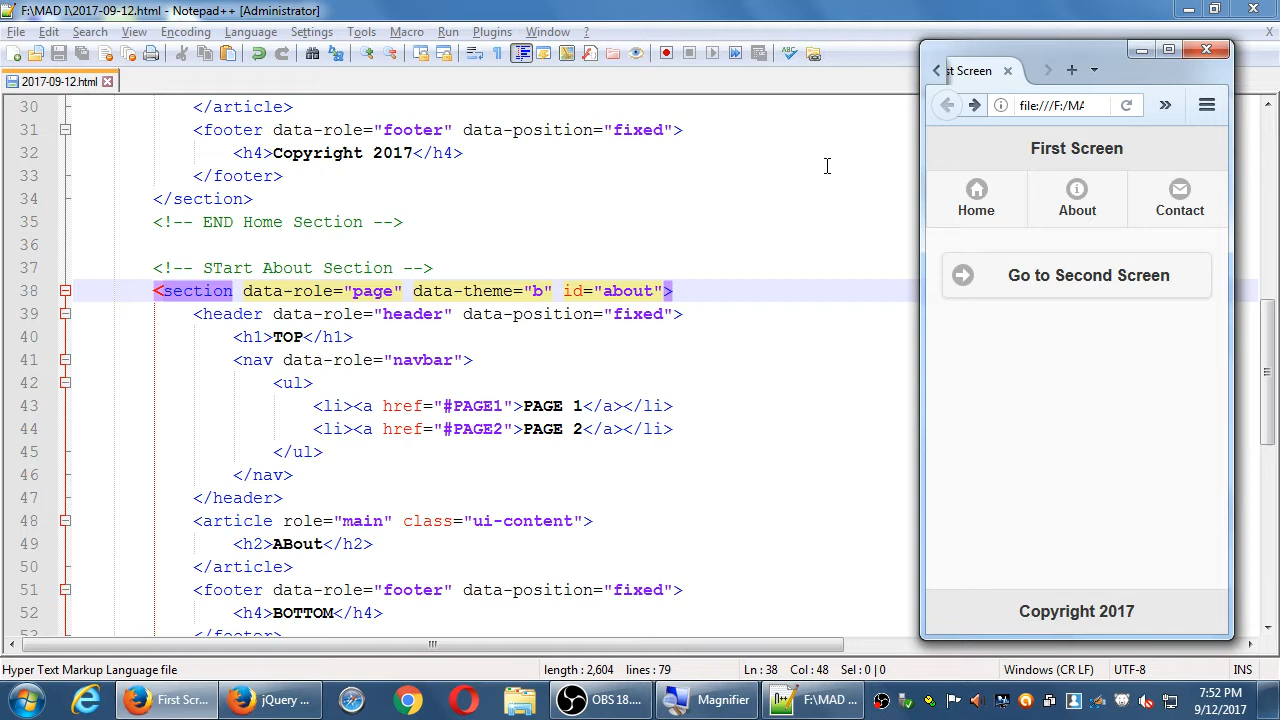 F:\MAD I\2017-09-12.html - Notepad++ [Administrator]
File Edit Search View Encoding Language Settings Tools Macro Run Plugins Window ? X
2017-09-12.html
30 </article>
31 <footer data-role="footer" data-position="fixed">
32 <h4>Copyright 2017</h4>
33 </footer>
34 </section>
35 <!-- END Home Section -->
36
37 <!-- STart About Section -->
38 <section data-role="page" data-theme="b" id="about">
39 <header data-role="header" data-position="fixed">
40 <h1>TOP</h1>
41 <nav data-role="navbar">
42 <ul>
43 <li><a href="#PAGE1">PAGE 1</a></li>
44 <li><a href="#PAGE2">PAGE 2</a></li>
45 </ul>
46 </nav>
47 </header>
48 <article role="main" class="ui-content">
49 <h2>ABout</h2>
50 </article>
51 <footer data-role="footer" data-position="fixed">
52 <h4>BOTTOM</h4>
53 </footer>
st Screen
file:///F:/MA
First Screen
Home About Contact
Go to Second Screen
Copyright 2017
Hyper Text Markup Language file length : 2,604 lines : 79 Ln : 38 Col : 48 Sel : 0 | 0 Windows (CR LF) UTF-8 INS
First Sc... jQuery ... OBS 18.... Magnifier F:\MAD ... 7:52 PM
9/12/2017